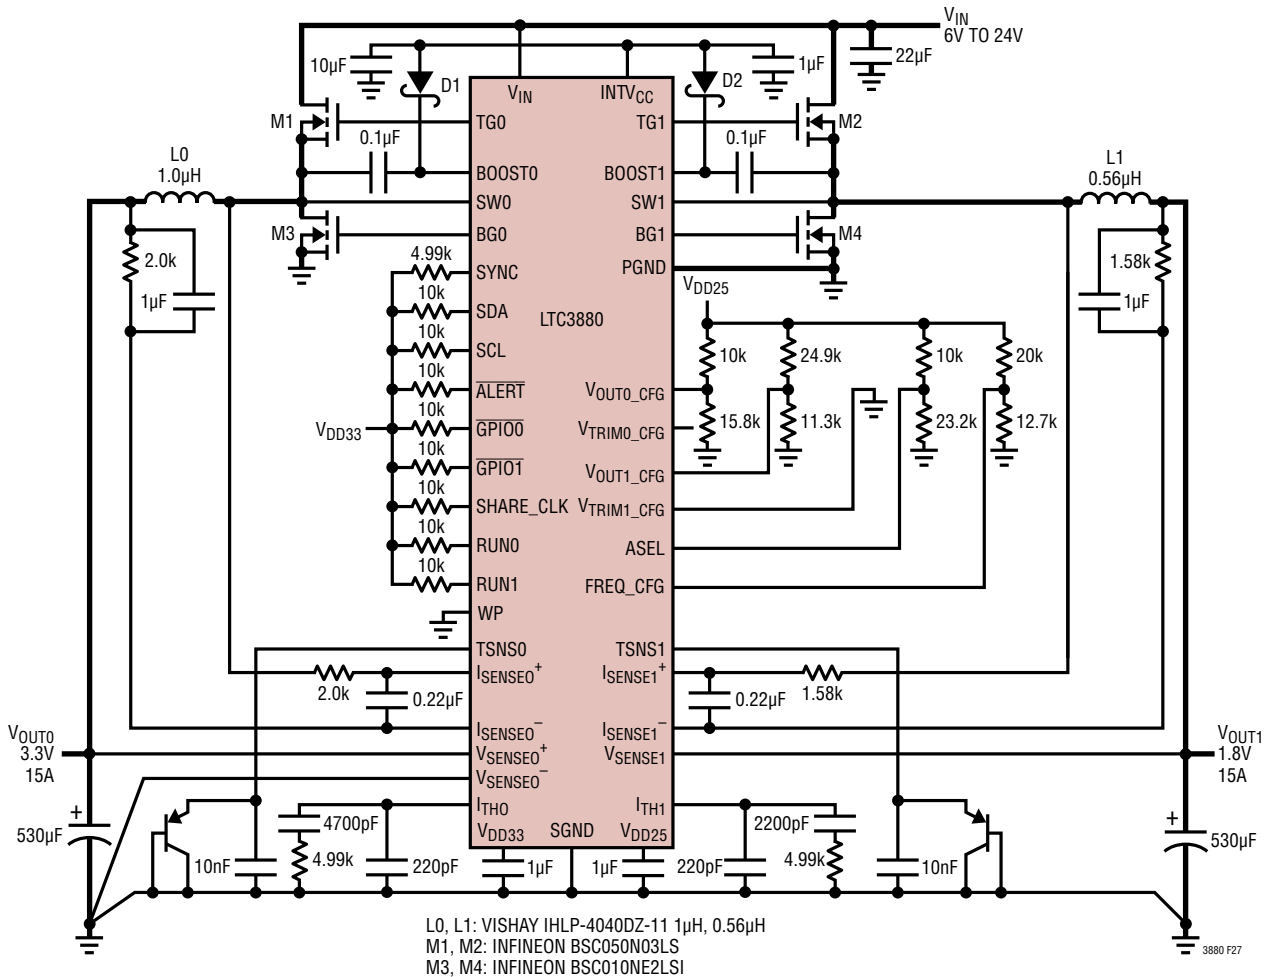 VIN
6V TO 24V
10µF
D1
VIN
INTVCC
D2
1µF
22µF
M1
TG0
TG1
M2
0.1µF
0.1µF
L0
1.0µH
BOOST0
BOOST1
L1
0.56µH
SW0
SW1
M3
BG0
BG1
M4
2.0k
4.99k
SYNC
PGND
1.58k
VDD25
1µF
10k
SDA
LTC3880
1µF
10k
SCL
10k
24.9k
10k
20k
10k
ALERT
VOUT0_CFG
10k
VDD33
GPIO0
VTRIM0_CFG
15.8k
11.3k
23.2k
12.7k
10k
GPIO1
VOUT1_CFG
10k
SHARE_CLK
VTRIM1_CFG
10k
RUN0
ASEL
10k
RUN1
FREQ_CFG
WP
TSNS0
TSNS1
2.0k
ISENSE0+
ISENSE1+
1.58k
0.22µF
0.22µF
ISENSE0–
ISENSE1–
VOUT0
3.3V
15A
VSENSE0+
VSENSE1
VOUT1
1.8V
15A
VSENSE0–
ITH0
ITH1
530µF
+
4700pF
VDD33
SGND
VDD25
2200pF
+
530µF
10nF
4.99k
220pF
1µF
1µF
220pF
4.99k
10nF
L0, L1: VISHAY IHLP-4040DZ-11 1µH, 0.56µH
M1, M2: INFINEON BSC050N03LS
M3, M4: INFINEON BSC010NE2LSI
3880 F27